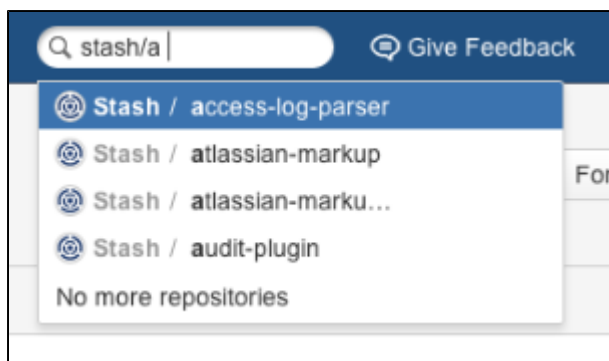 stash/a
Give Feedback
Stash / access-log-parser
Stash / atlassian-markup
For
Stash / atlassian-marku…
Stash / audit-plugin
No more repositories